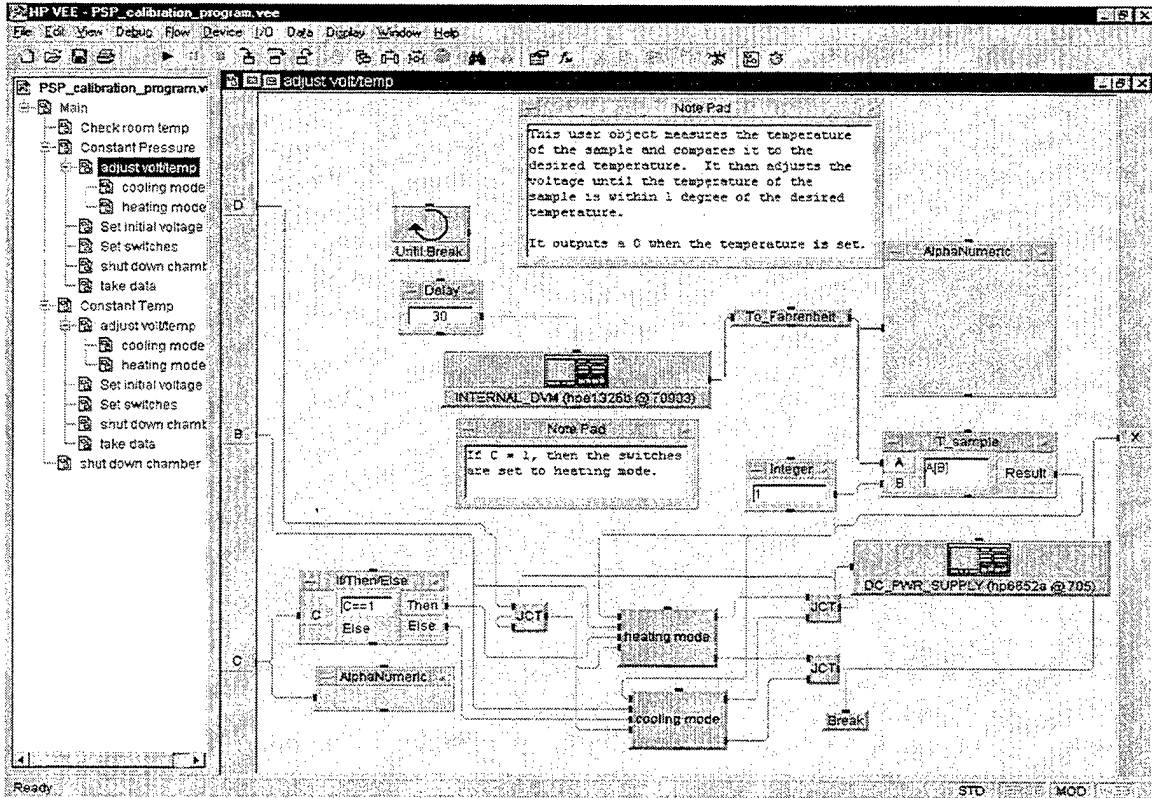 HP VEE - PSP_calibration_program.vee
File Edit View Debug Flow Device I/O Data Display Window Help
PSP_calibration_program.v
Main
Check room temp
Constant Pressure
adjust volt/temp
cooling mode
heating mode
Set initial voltage
Set switches
shut down chamb
take data
Constant Temp
adjust volt/temp
cooling mode
heating mode
Set initial voltage
Set switches
shut down chamb
take data
shut down chamber
adjust volt/temp
Note Pad
This user object measures the temperature
of the sample and compares it to the
desired temperature. It than adjusts the
voltage until the temperature of the
sample is within 1 degree of the desired
temperature.
It outputs a 0 when the temperature is set.
D
Until Break
AlphaNumeric
Delay
30
To_Fahrenheit
INTERNAL_DVM (hpe1326b @ 70903)
B
Note Pad
If C = 1, then the switches
are set to heating mode.
Integer
1
T_sample
A
B
A[B]
Result
X
DC_PWR_SUPPLY (hp6652a @ 705)
If/Then/Else
C
C==1
Then
Else
Else
JCT
heating mode
JCT
C
AlphaNumeric
JCT
cooling mode
Break
Ready
STD
MOD